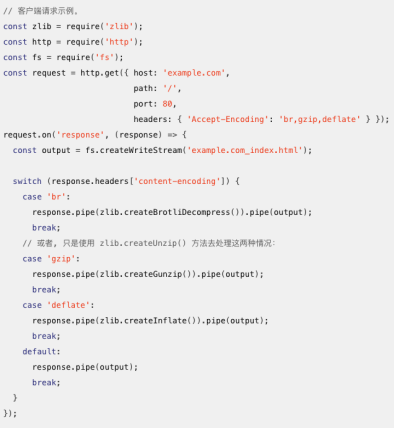 // 客户端请求示例。
const zlib = require('zlib');
const http = require('http');
const fs = require('fs');
const request = http.get({ host: 'example.com',
                           path: '/',
                           port: 80,
                           headers: { 'Accept-Encoding': 'br,gzip,deflate' } });
request.on('response', (response) => {
  const output = fs.createWriteStream('example.com_index.html');

  switch (response.headers['content-encoding']) {
    case 'br':
      response.pipe(zlib.createBrotliDecompress()).pipe(output);
      break;
    // 或者, 只是使用 zlib.createUnzip() 方法去处理这两种情况:
    case 'gzip':
      response.pipe(zlib.createGunzip()).pipe(output);
      break;
    case 'deflate':
      response.pipe(zlib.createInflate()).pipe(output);
      break;
    default:
      response.pipe(output);
      break;
  }
});